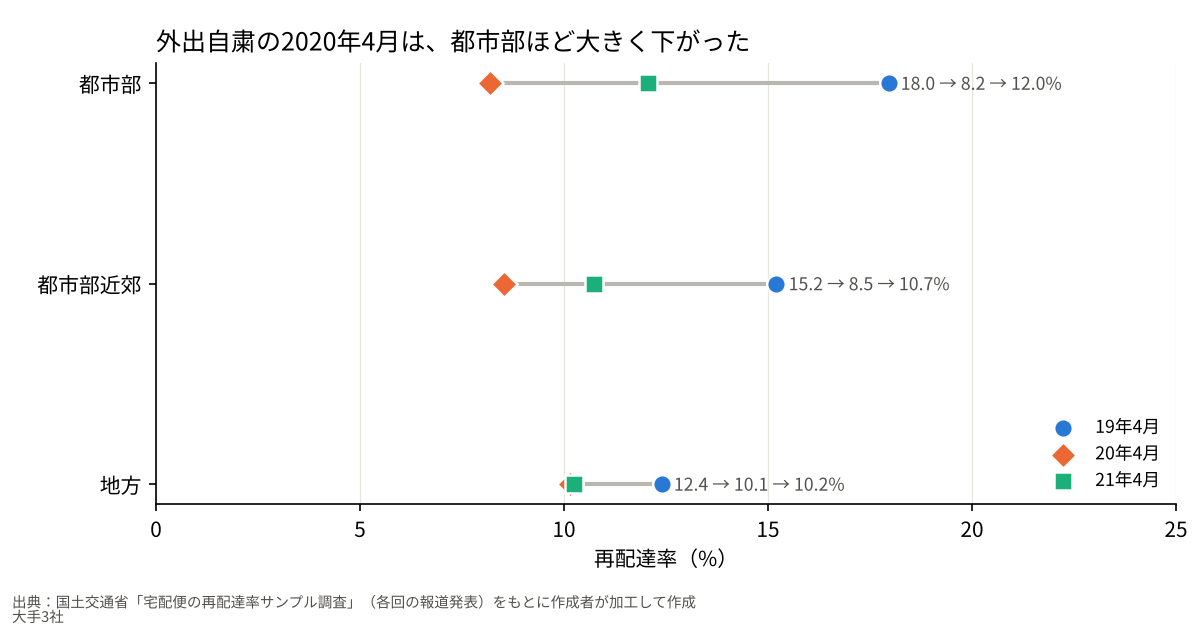 外出自粛の2020年4月は、都市部ほど大きく下がった
都市部
18.0 → 8.2 → 12.0%
都市部近郊
15.2 → 8.5 → 10.7%
地方
12.4 → 10.1 → 10.2%
19年4月
20年4月
21年4月
0 5 10 15 20 25
再配達率（%）
出典：国土交通省「宅配便の再配達率サンプル調査」（各回の報道発表）をもとに作成者が加工して作成
大手3社